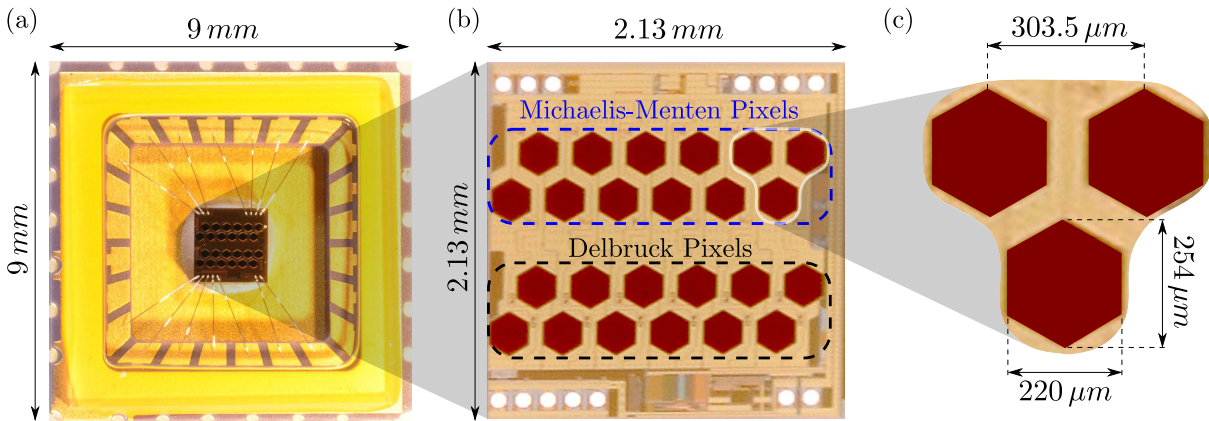 (a)
9 mm
9 mm
(b)
2.13 mm
2.13 mm
Michaelis-Menten Pixels
Delbruck Pixels
(c)
303.5 μm
254 μm
220 μm